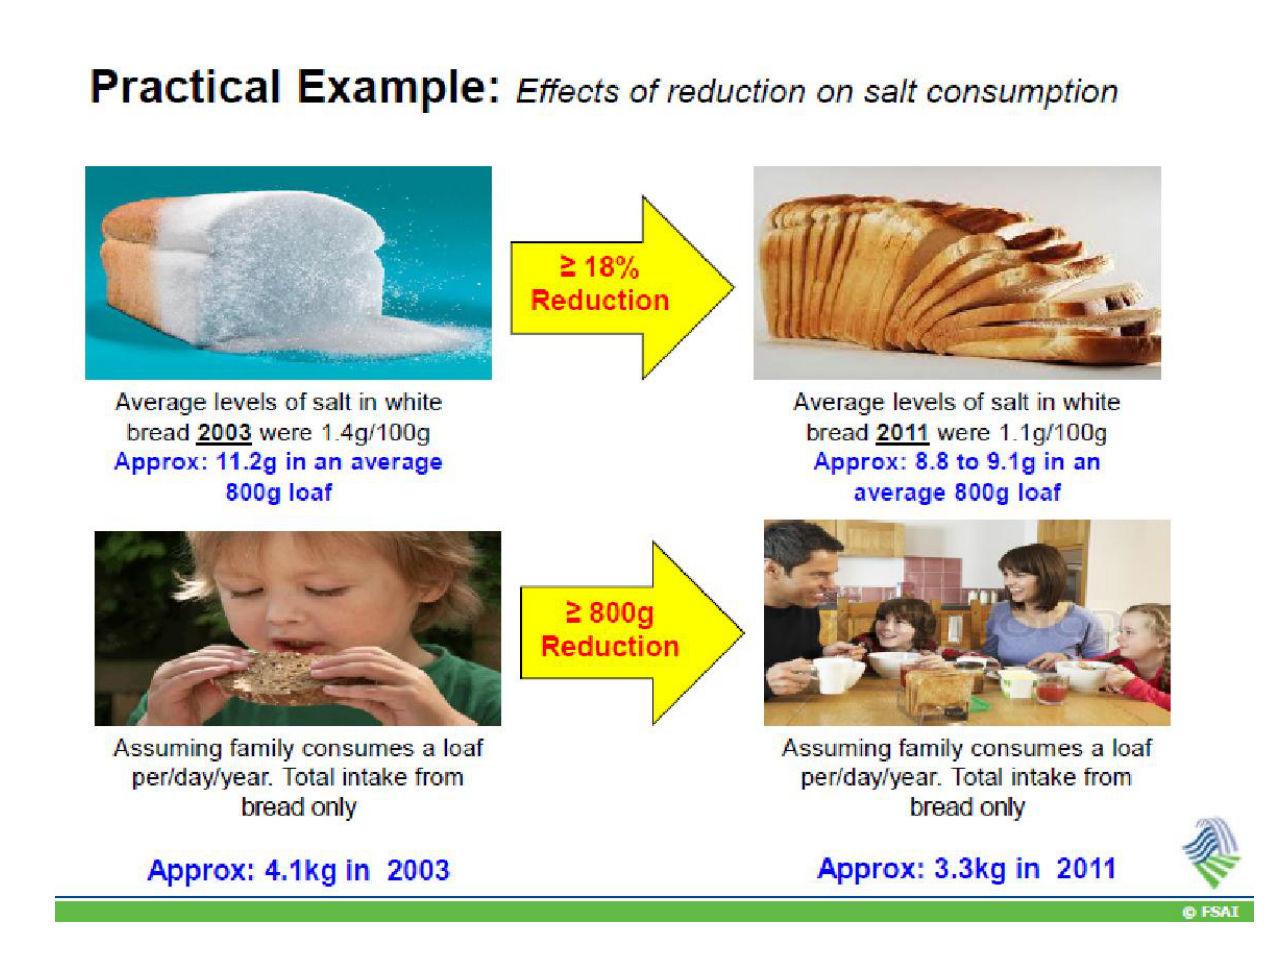 Practical Example: Effects of reduction on salt consumption
≥ 18%
Reduction
Average levels of salt in white
bread 2003 were 1.4g/100g
Approx: 11.2g in an average
800g loaf
Average levels of salt in white
bread 2011 were 1.1g/100g
Approx: 8.8 to 9.1g in an
average 800g loaf
≥ 800g
Reduction
Assuming family consumes a loaf
per/day/year. Total intake from
bread only
Approx: 4.1kg in 2003
Assuming family consumes a loaf
per/day/year. Total intake from
bread only
Approx: 3.3kg in 2011
© FSAI